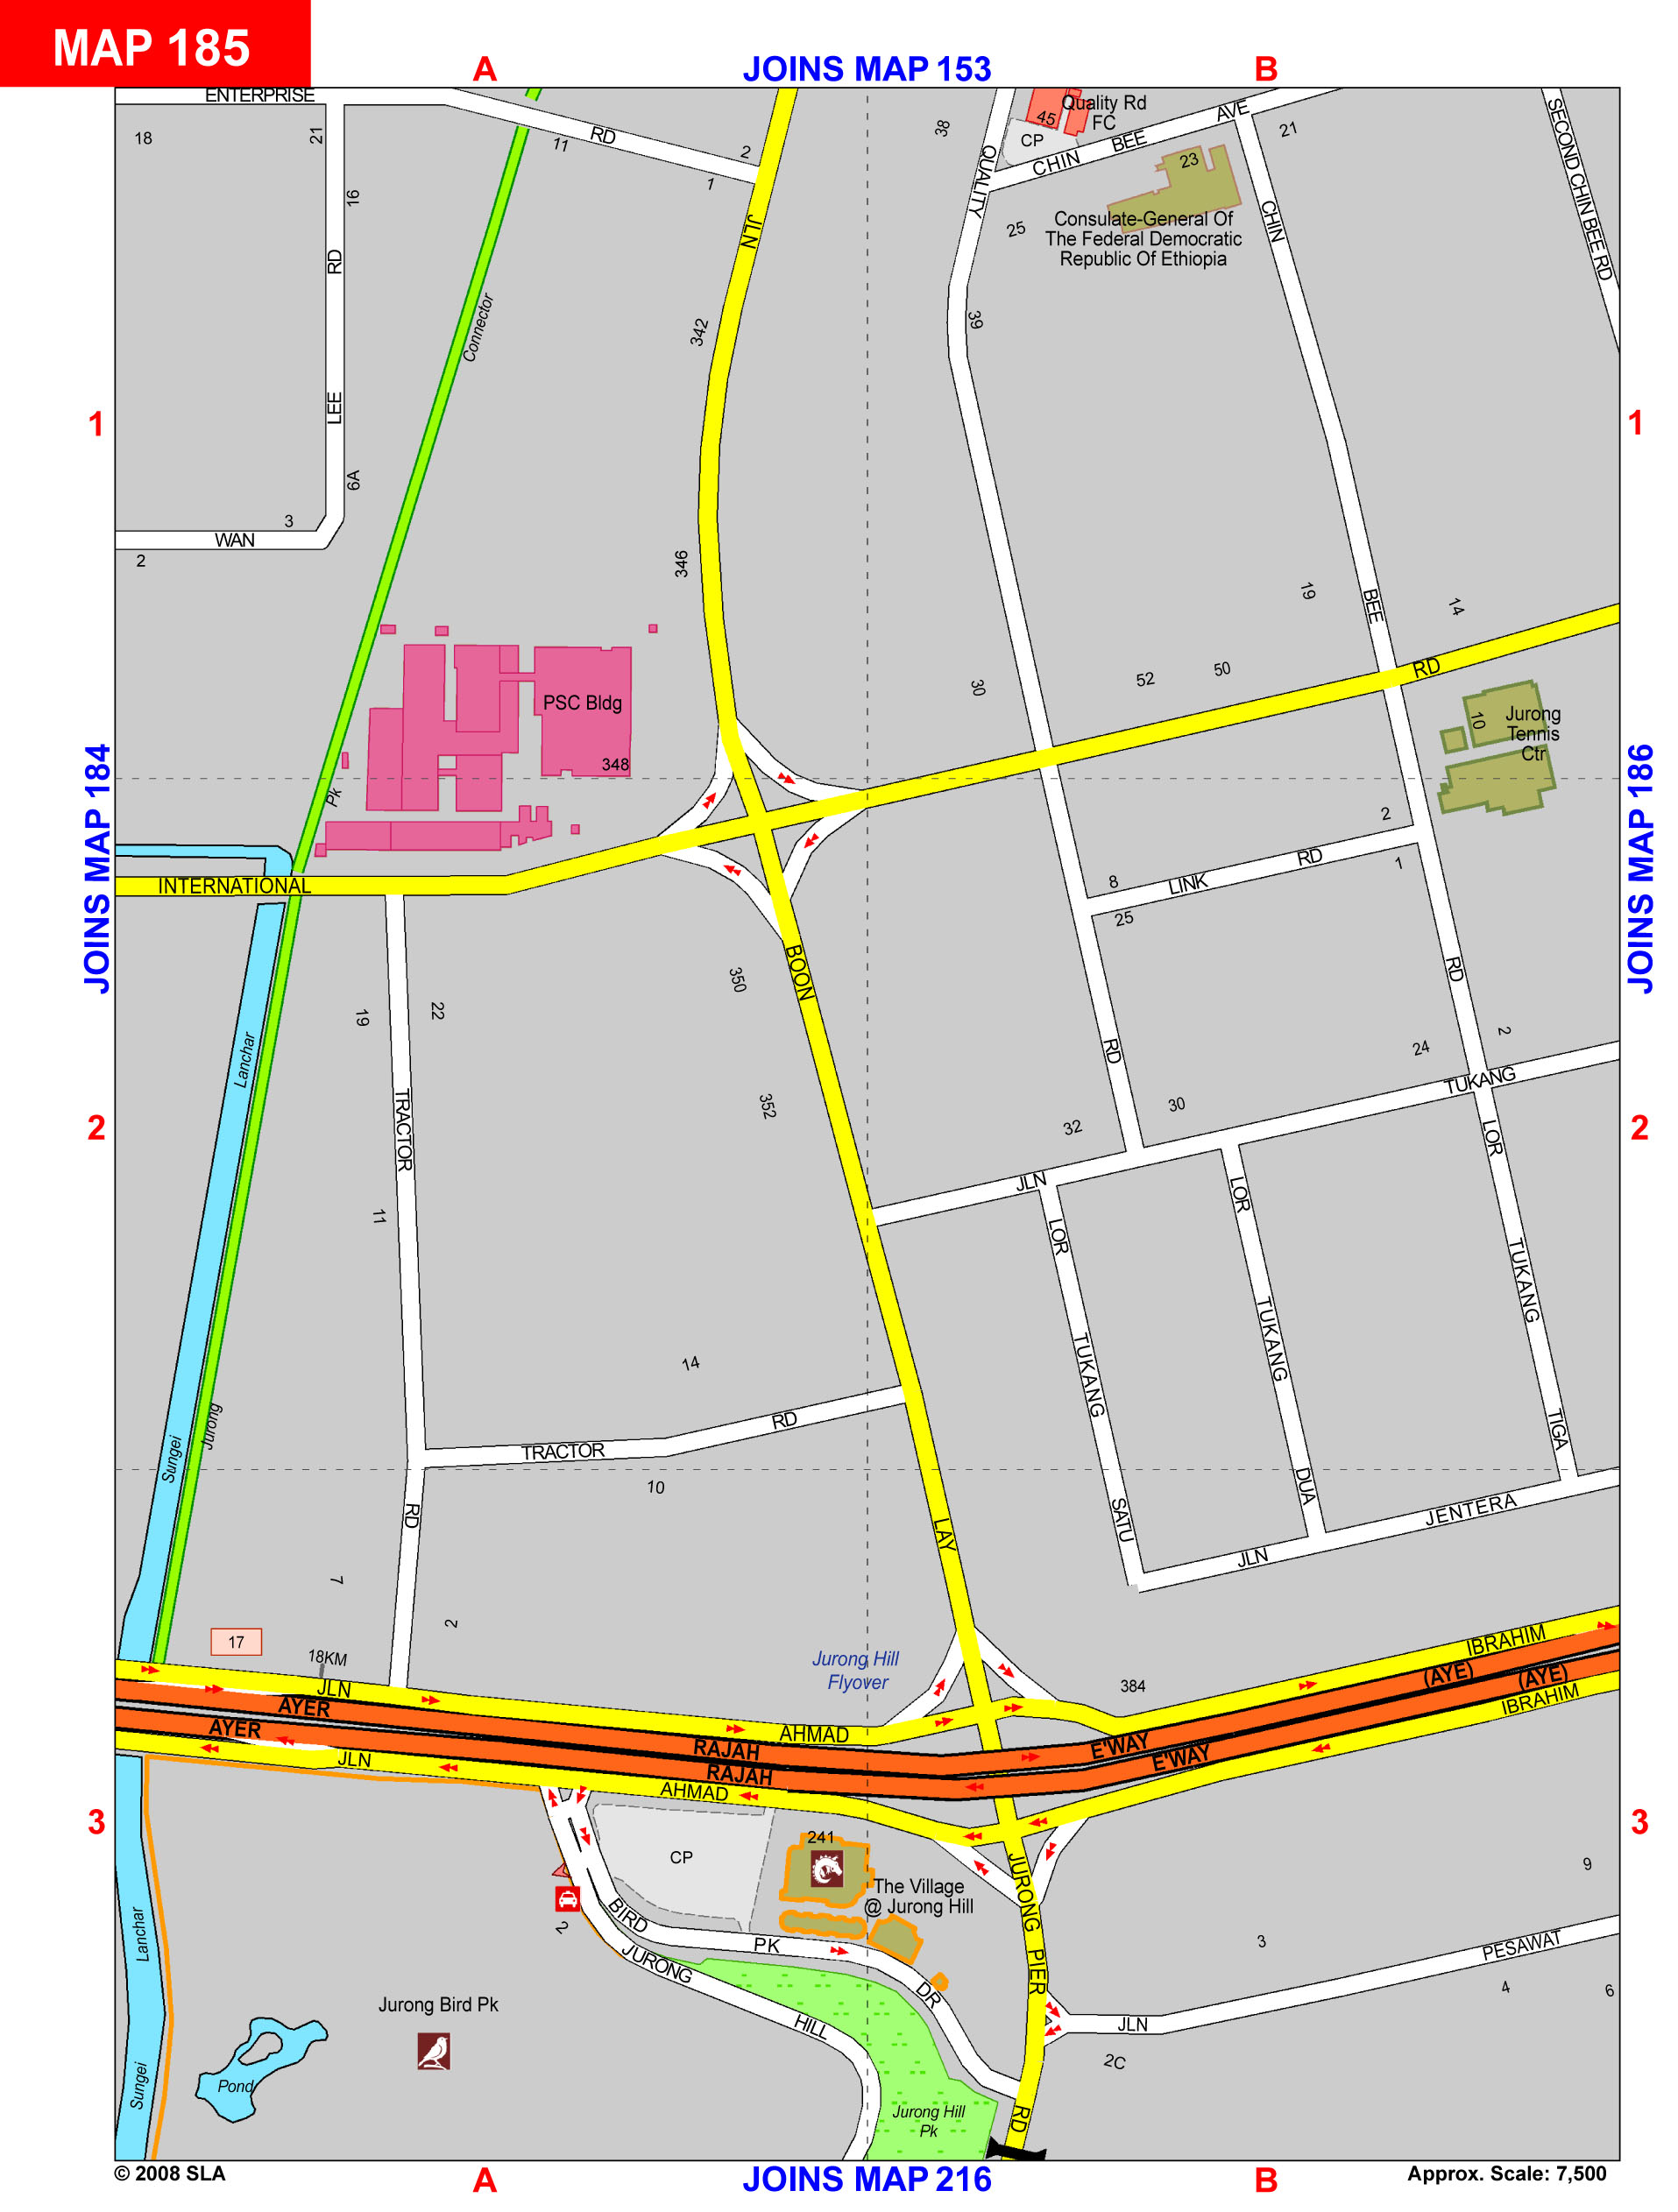 MAP 185
A
JOINS MAP 153
B
ENTERPRISE
RD
18
21
16
11
2
1
38
45
Quality Rd
FC
CP
CHIN BEE AVE
21
23
QUALITY
25
Consulate-General Of
The Federal Democratic
Republic Of Ethiopia
SECOND CHIN BEE RD
CHIN
JLN
RD
Connector
342
39
LEE
1
1
6A
3
WAN
2
346
19
14
BEE
RD
30
52
50
PSC Bldg
348
10
Jurong
Tennis
Ctr
JOINS MAP 184
JOINS MAP 186
Pk
2
INTERNATIONAL
8
LINK
RD
1
25
BOON
350
RD
19
22
Lanchar
RD
24
2
TUKANG
352
30
32
2
2
TRACTOR
LOR
JLN
LOR
LOR
11
TUKANG
TUKANG
TUKANG
14
RD
TRACTOR
Jurong
Sungei
TIGA
10
DUA
RD
SATU
JENTERA
LAY
JLN
7
2
17
18KM
Jurong Hill
Flyover
IBRAHIM
(AYE)
(AYE)
IBRAHIM
384
JLN
AYER
AYER
JLN
AHMAD
RAJAH
RAJAH
AHMAD
E'WAY
E'WAY
3
3
241
CP
The Village
@ Jurong Hill
JURONG
9
2
BIRD
PK
DR
JURONG
HILL
PIER
3
PESAWAT
4
6
Lanchar
Jurong Bird Pk
JLN
2C
Pond
Sungei
Jurong Hill
Pk
RD
© 2008 SLA
A
JOINS MAP 216
B
Approx. Scale: 7,500